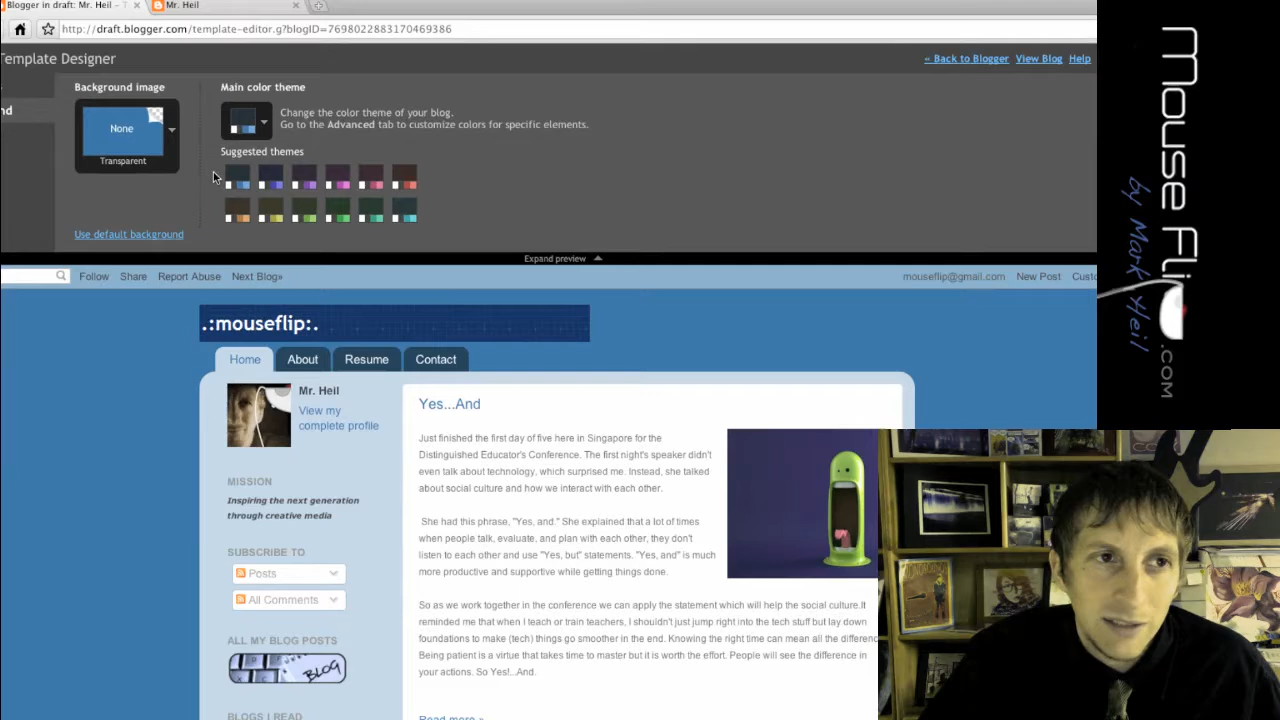 Blogger in draft: Mr. Heil - T
Mr. Heil
http://draft.blogger.com/template-editor.g?blogID=7698022883170469386
Template Designer
« Back to Blogger View Blog Help
nd
Background image
None
Transparent
Use default background
Main color theme
Change the color theme of your blog.
Go to the Advanced tab to customize colors for specific elements.
Suggested themes
Expand preview
Follow Share Report Abuse Next Blog»
mouseflip@gmail.com New Post Custo
.:mouseflip:.
Home About Resume Contact
Mr. Heil
View my
complete profile
MISSION
Inspiring the next generation
through creative media
SUBSCRIBE TO
Posts
All Comments
ALL MY BLOG POSTS
BLOG
BLOGS I READ
Yes...And
Just finished the first day of five here in Singapore for the
Distinguished Educator's Conference. The first night's speaker didn't
even talk about technology, which surprised me. Instead, she talked
about social culture and how we interact with each other.
She had this phrase, "Yes, and." She explained that a lot of times
when people talk, evaluate, and plan with each other, they don't
listen to each other and use "Yes, but" statements. "Yes, and" is much
more productive and supportive while getting things done.
So as we work together in the conference we can apply the statement which will help the social culture.It
reminded me that when I teach or train teachers, I shouldn't just jump right into the tech stuff but lay down
foundations to make (tech) things go smoother in the end. Knowing the right time can mean all the differenc
Being patient is a virtue that takes time to master but it is worth the effort. People will see the difference in
your actions. So Yes!...And.
Read more »
Mouse Flip
.com
by Mark Heil